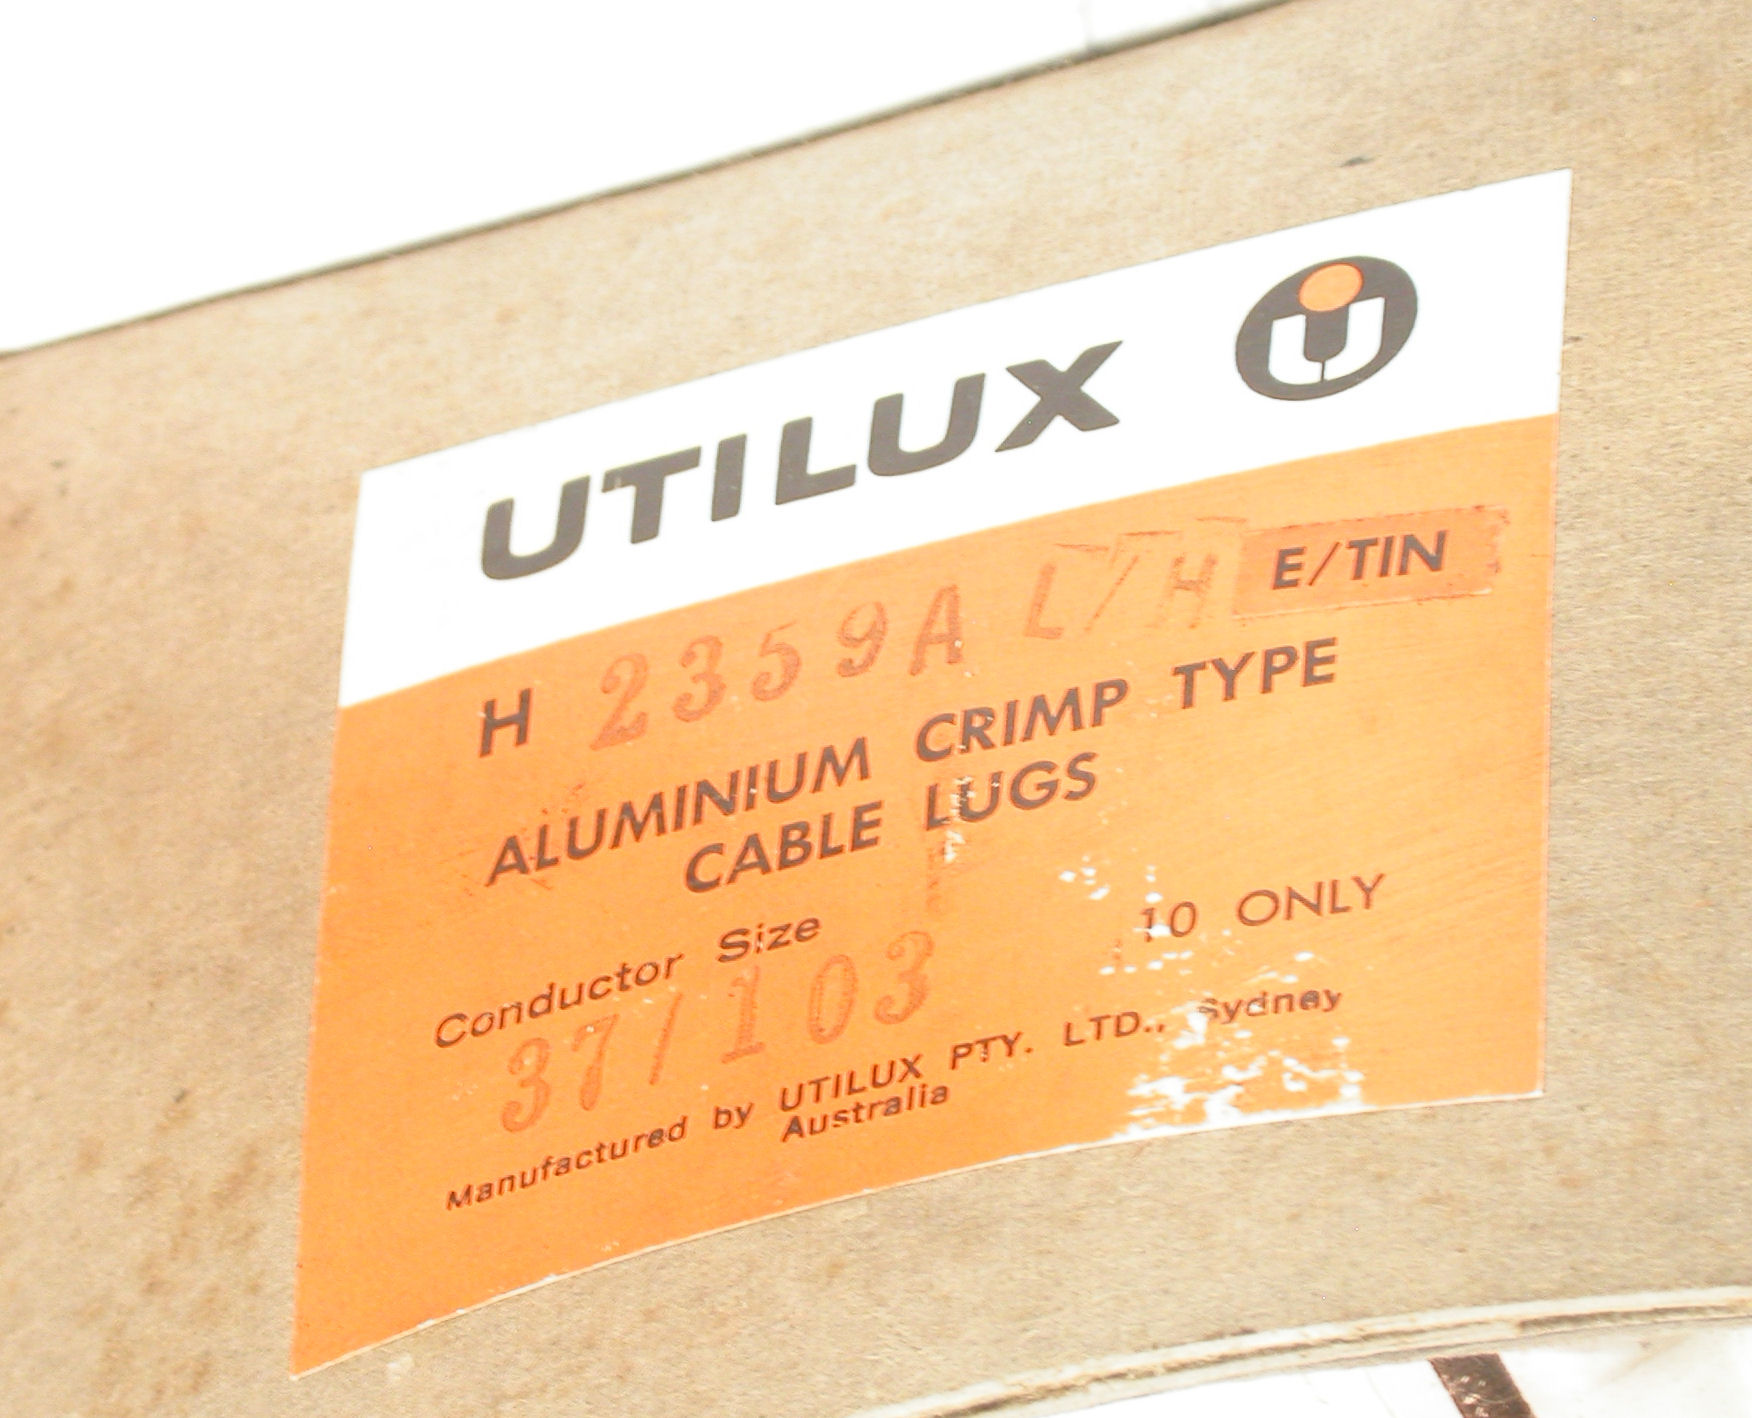 UTILUX
H 2359A L/H E/TIN
ALUMINIUM CRIMP TYPE
CABLE LUGS
Conductor Size
37/103
10 ONLY
Manufactured by UTILUX PTY. LTD., Sydney
Australia